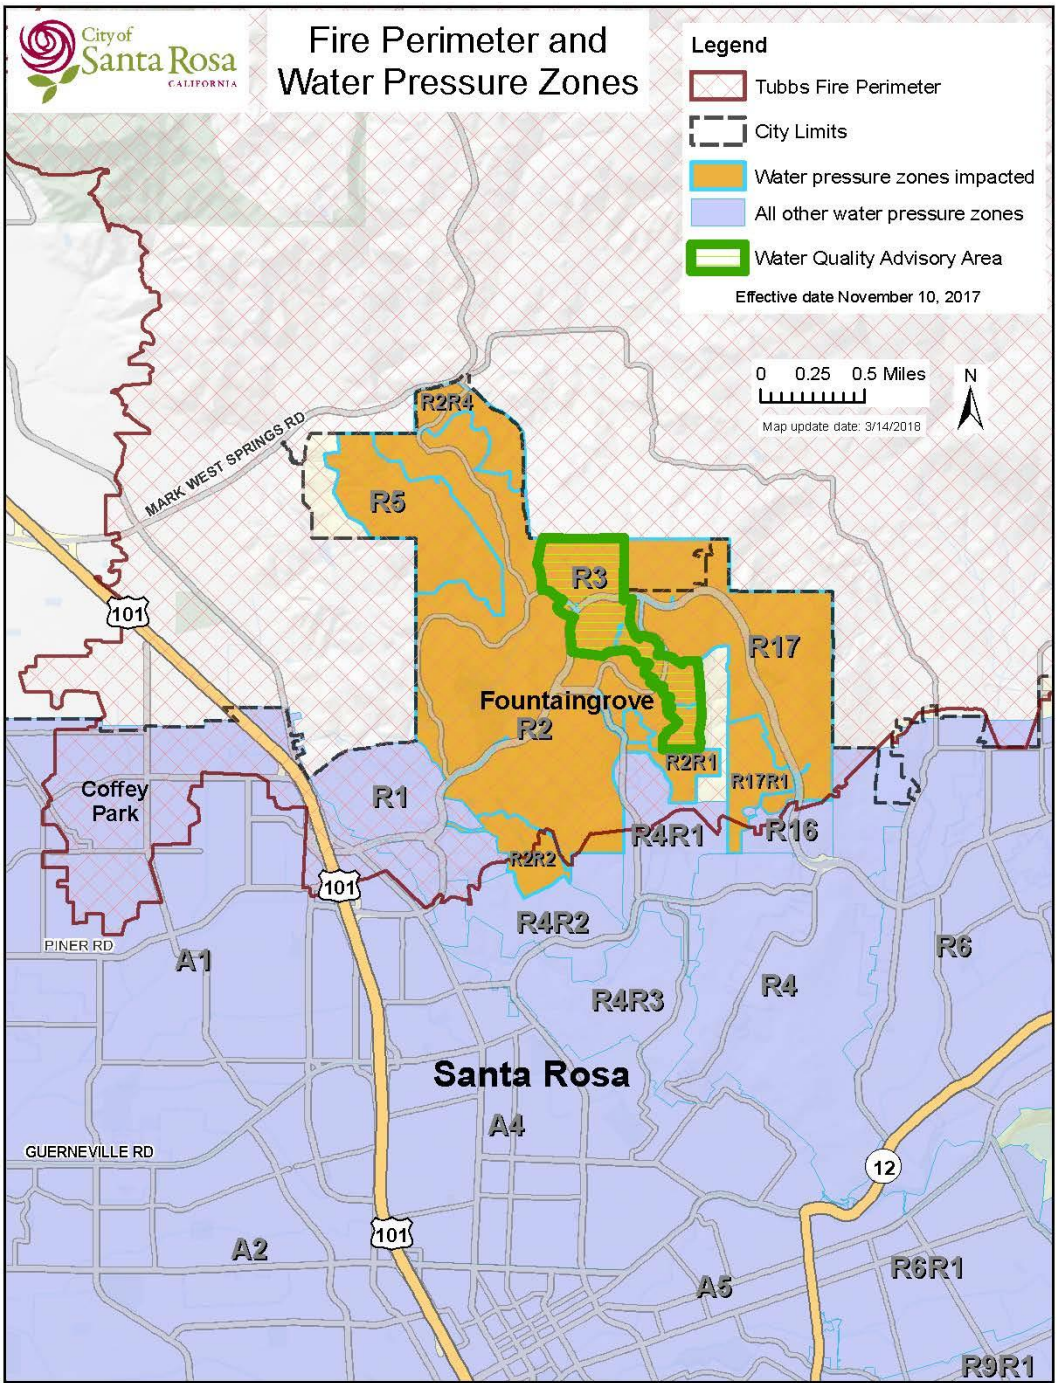 City of
Santa Rosa
CALIFORNIA
Fire Perimeter and
Water Pressure Zones
Legend
Tubbs Fire Perimeter
City Limits
Water pressure zones impacted
All other water pressure zones
Water Quality Advisory Area
Effective date November 10, 2017
0 0.25 0.5 Miles
N
Map update date: 3/14/2018
R2R4
MARK WEST SPRINGS RD
R5
R3
101
R17
Fountaingrove
R2
R2R1
R17R1
Coffey
Park
R1
R4R1
R16
R2R2
101
R4R2
PINER RD
A1
R6
R4
R4R3
Santa Rosa
A4
GUERNEVILLE RD
12
101
A2
R6R1
A5
R9R1